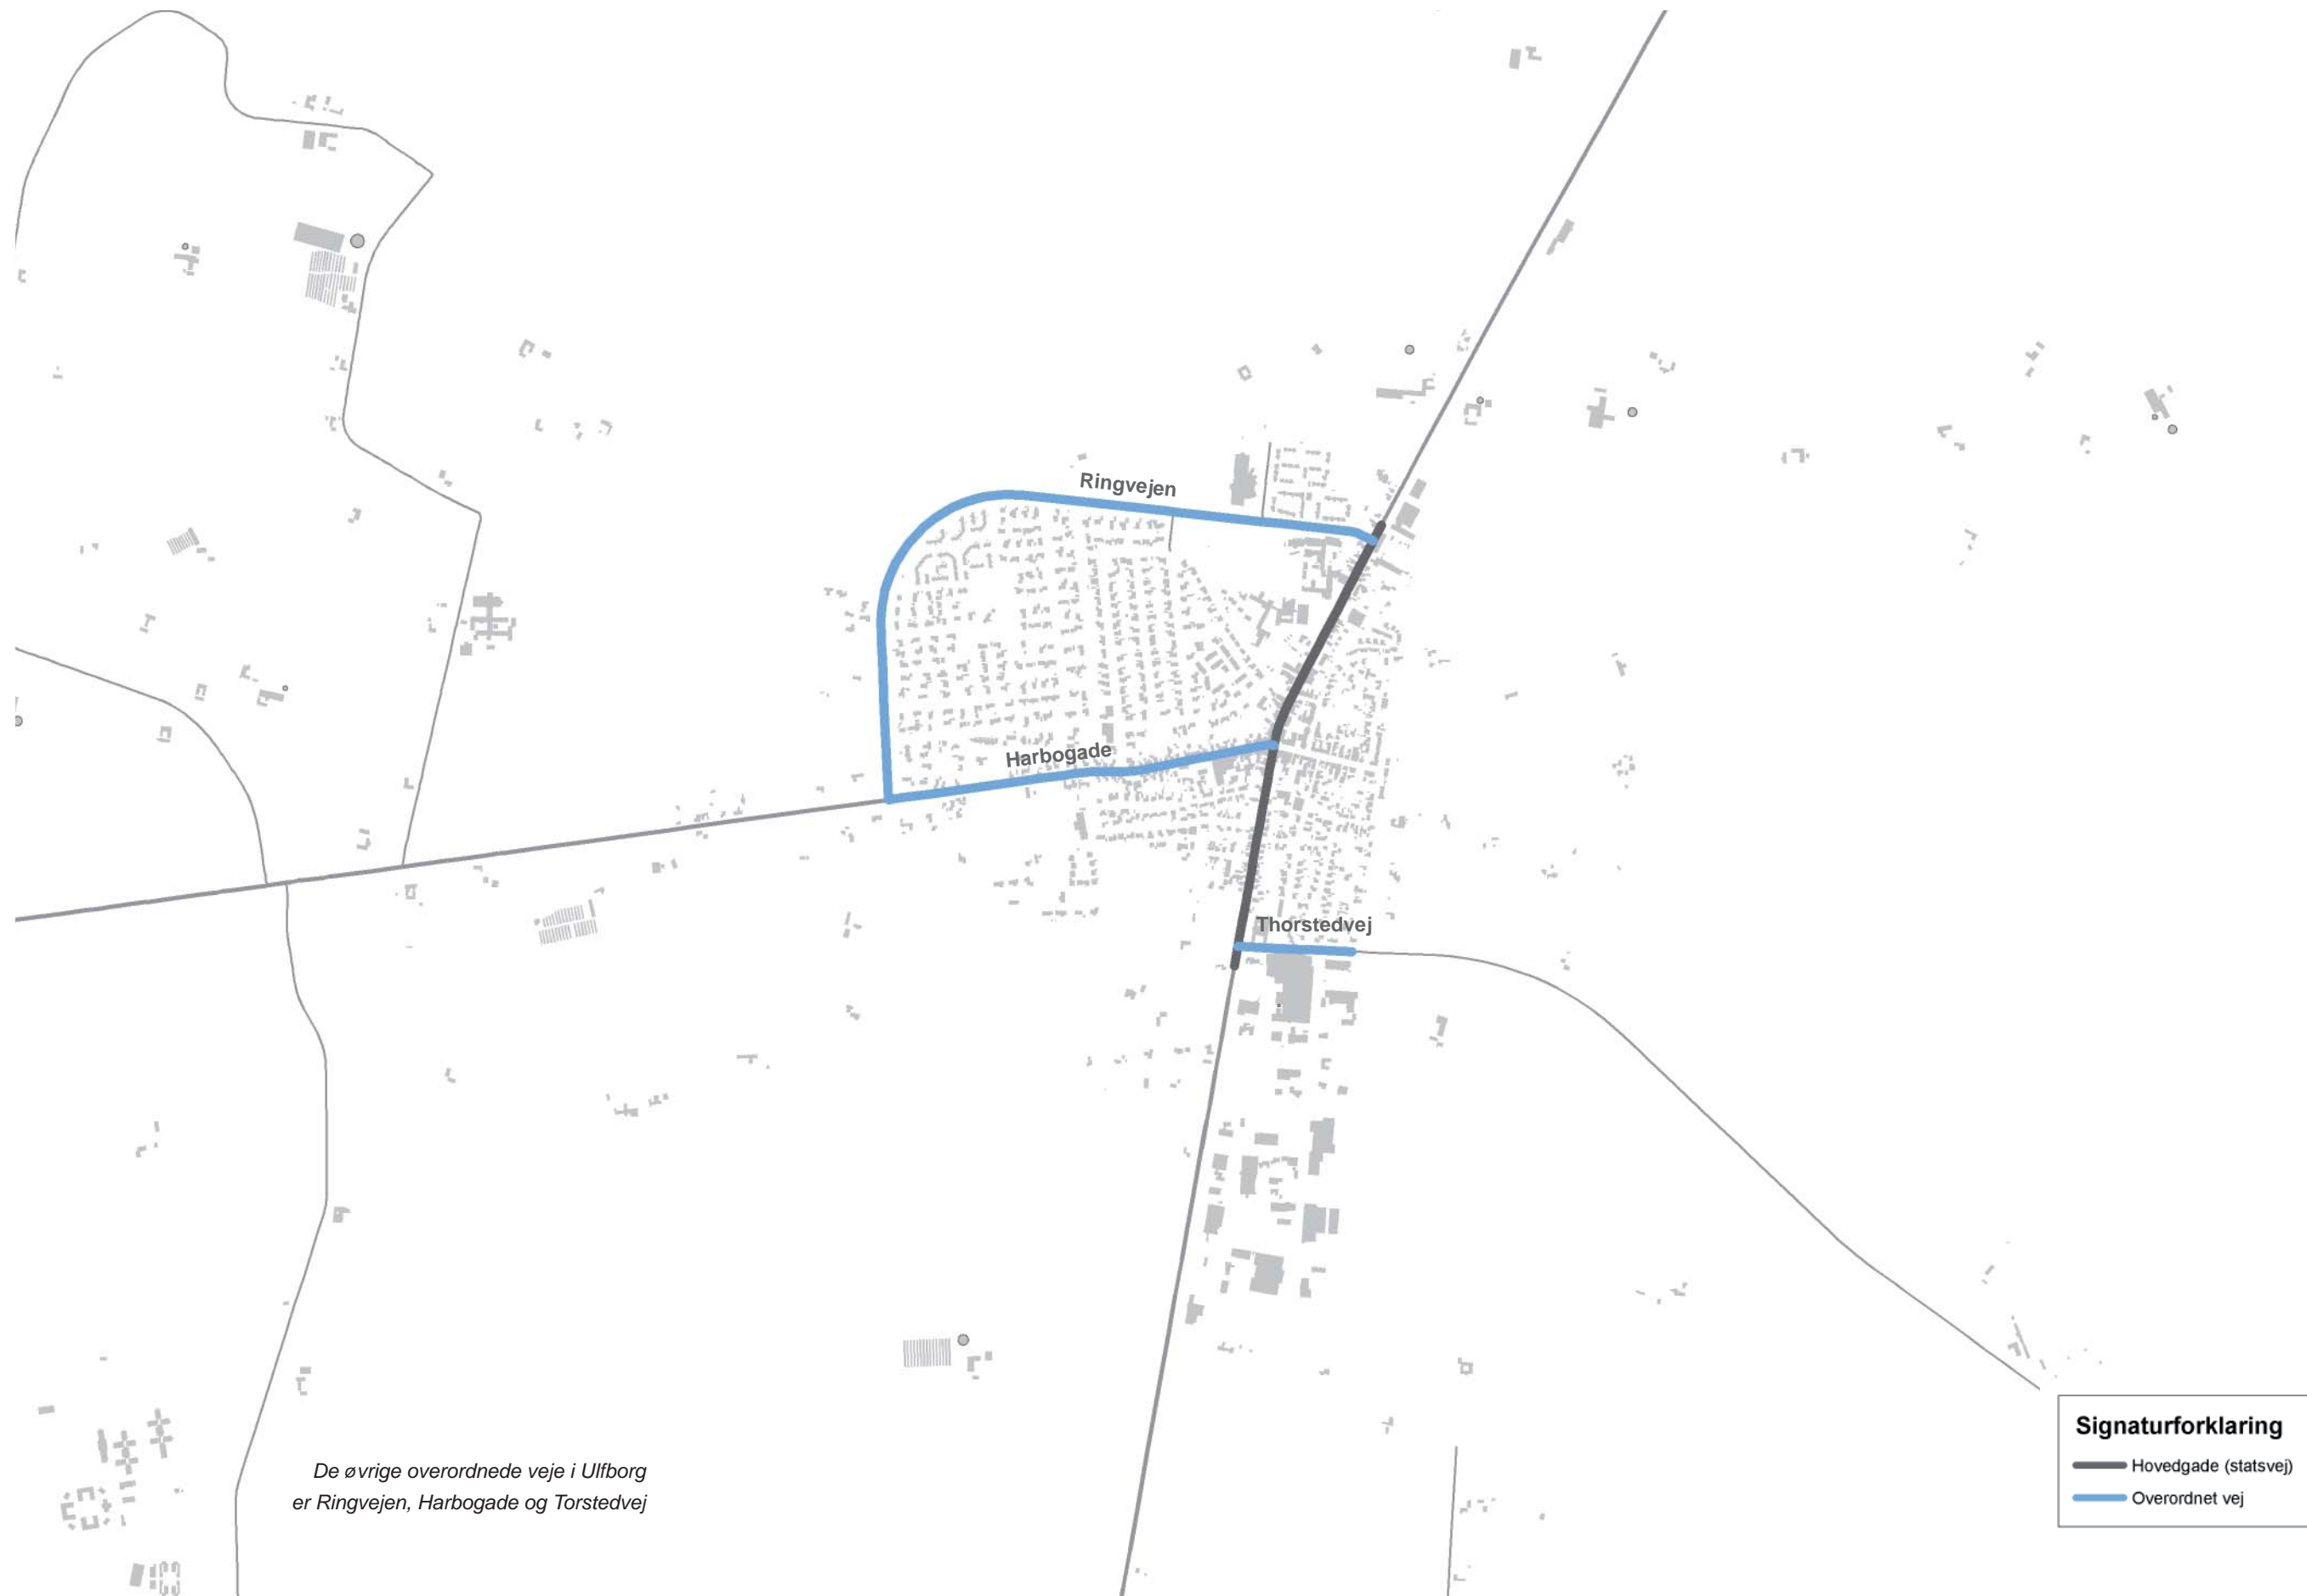 Ringvejen
Harbogade
Thorstedvej
De øvrige overordnede veje i Ulfborg
er Ringvejen, Harbogade og Torstedvej
Signaturforklaring
Hovedgade (statsvej)
Overordnet vej